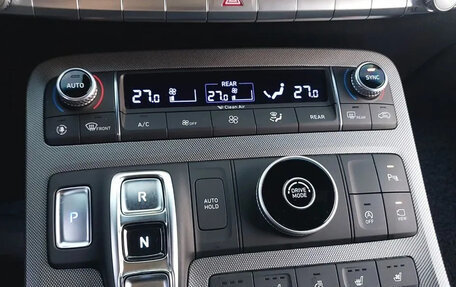 AUTO
27.0
REAR
27.0
27.0
Clean Air
SYNC
FRONT
A/C
OFF
REAR
REAR
P
R
N
AUTO
HOLD
DRIVE
MODE
P
A
OFF
VIEW